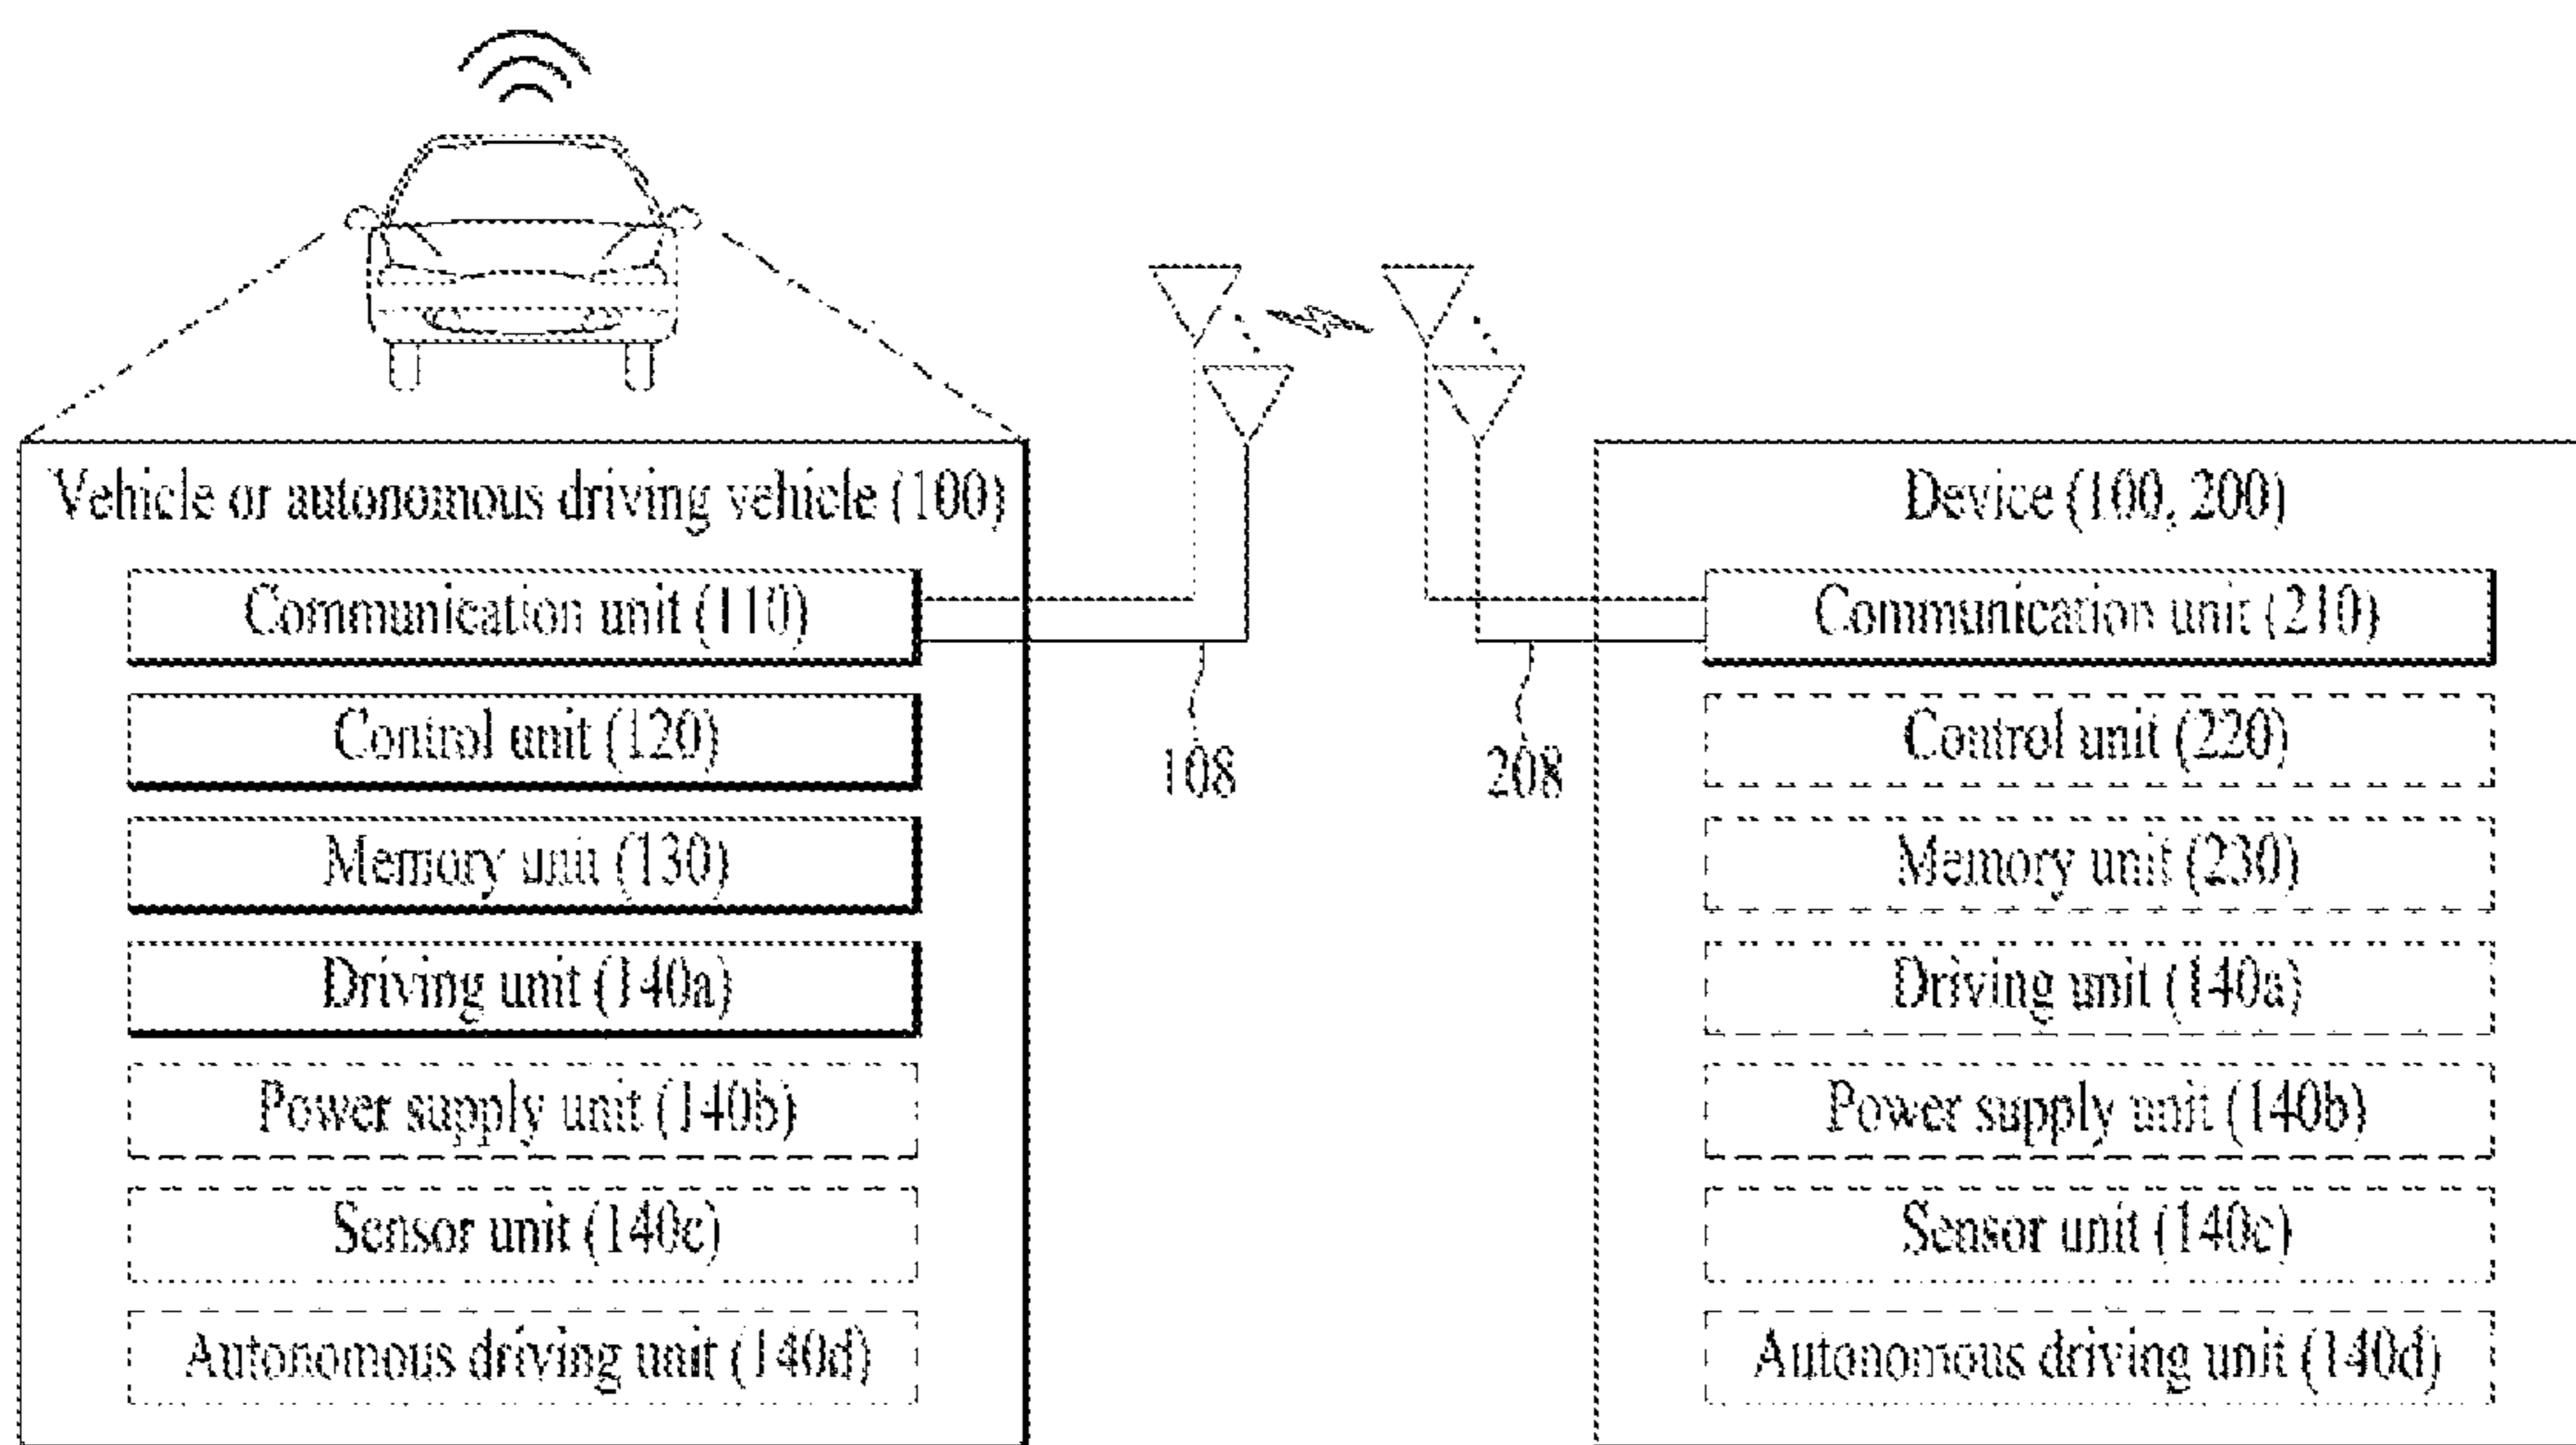 Vehicle or autonomous driving vehicle (100)
Communication unit (110)
Control unit (120)
Memory unit (130)
Driving unit (140a)
Power supply unit (140b)
Sensor unit (140c)
Autonomous driving unit (140d)
108
208
Device (100, 200)
Communication unit (210)
Control unit (220)
Memory unit (230)
Driving unit (140a)
Power supply unit (140b)
Sensor unit (140c)
Autonomous driving unit (140d)